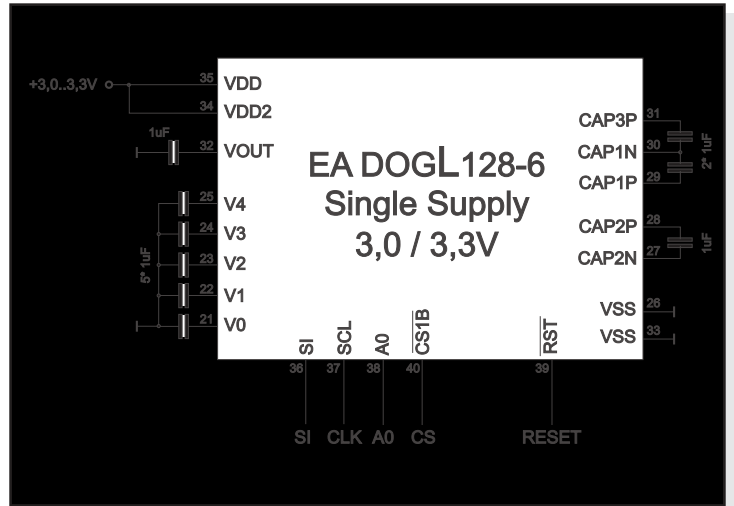 +3,0..3,3V
35 VDD
34 VDD2
1uF
32 VOUT
25 V4
24 V3
23 V2
22 V1
21 V0
5* 1uF
EA DOGL128-6
Single Supply
3,0 / 3,3V
CAP3P 31
CAP1N 30
CAP1P 29
2* 1uF
CAP2P 28
CAP2N 27
1uF
VSS 26
VSS 33
SI SCL A0 CS1B RST
36 37 38 40 39
SI CLK A0 CS RESET